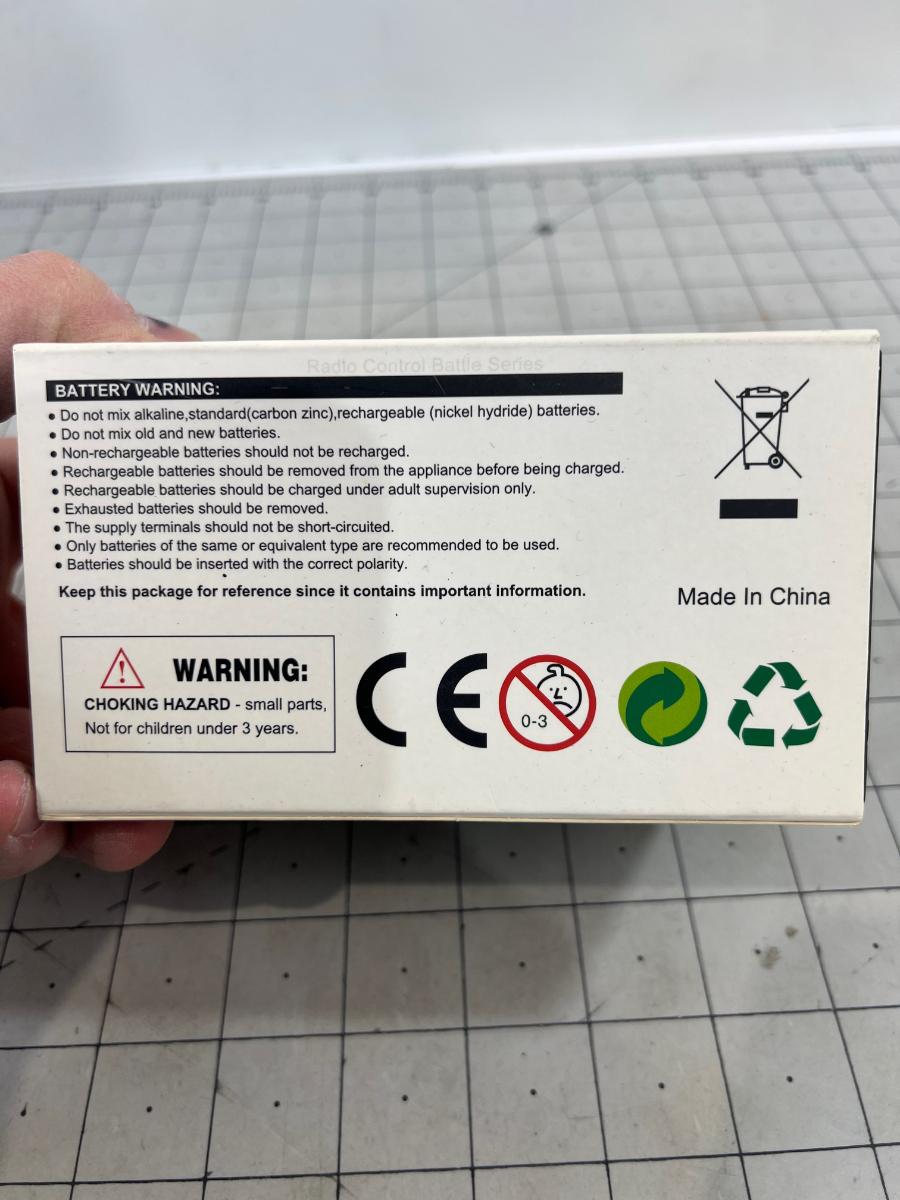 Radio Control Battle Series
BATTERY WARNING:
• Do not mix alkaline,standard(carbon zinc),rechargeable (nickel hydride) batteries.
• Do not mix old and new batteries.
• Non-rechargeable batteries should not be recharged.
• Rechargeable batteries should be removed from the appliance before being charged.
• Rechargeable batteries should be charged under adult supervision only.
• Exhausted batteries should be removed.
• The supply terminals should not be short-circuited.
• Only batteries of the same or equivalent type are recommended to be used.
• Batteries should be inserted with the correct polarity.
Keep this package for reference since it contains important information.
Made In China
WARNING:
CHOKING HAZARD - small parts,
Not for children under 3 years.
CE
0-3